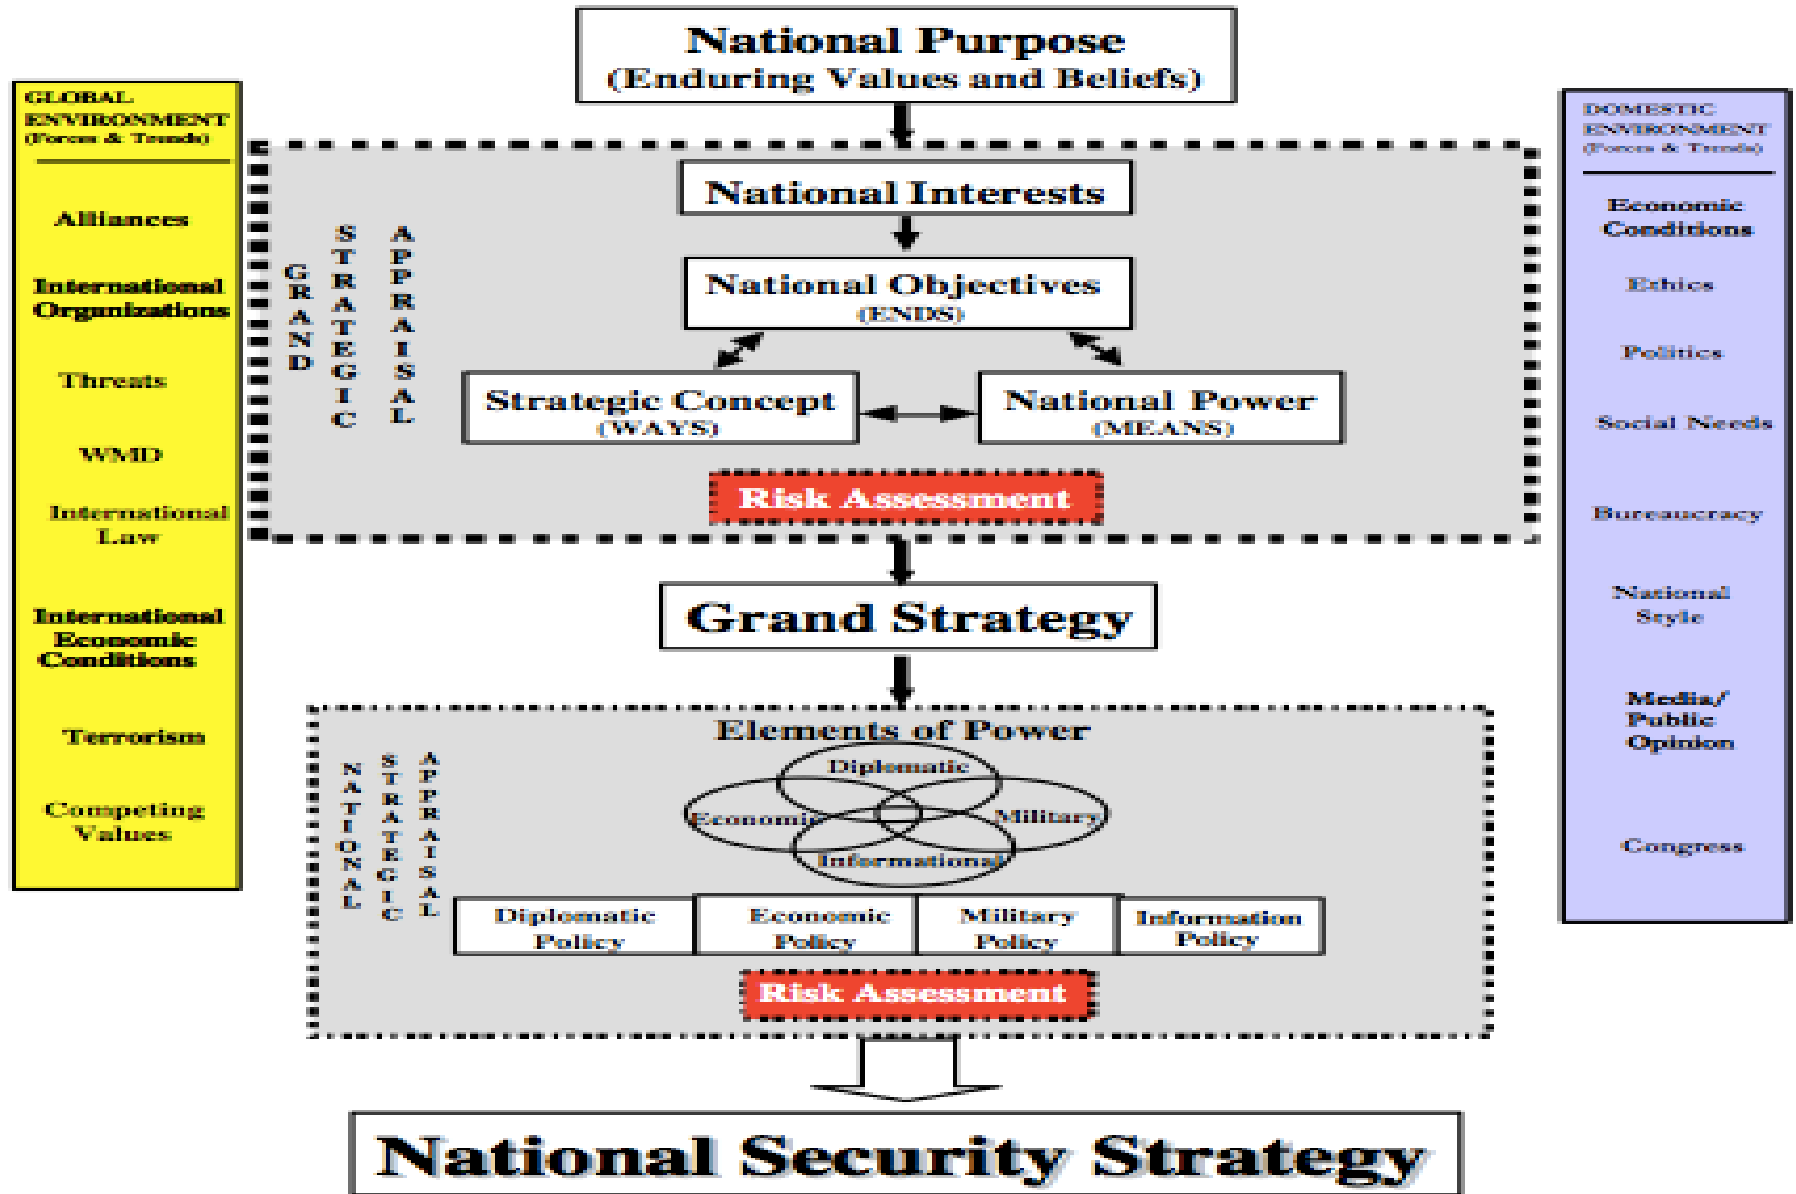 National Purpose
(Enduring Values and Beliefs)
GLOBAL
ENVIRONMENT
(Forces & Trends)
Alliances
International
Organizations
Threats
WMD
International
Law
International
Economic
Conditions
Terrorism
Competing
Values
GRAND
STRATEGIC
APPRAISAL
National Interests
National Objectives
(ENDS)
Strategic Concept
(WAYS)
National Power
(MEANS)
Risk Assessment
Grand Strategy
NATIONAL
STRATEGIC
APPRAISAL
Elements of Power
Diplomatic
Economic
Military
Informational
Diplomatic
Policy
Economic
Policy
Military
Policy
Information
Policy
Risk Assessment
National Security Strategy
DOMESTIC
ENVIRONMENT
(Forces & Trends)
Economic
Conditions
Ethics
Politics
Social Needs
Bureaucracy
National
Style
Media/
Public
Opinion
Congress